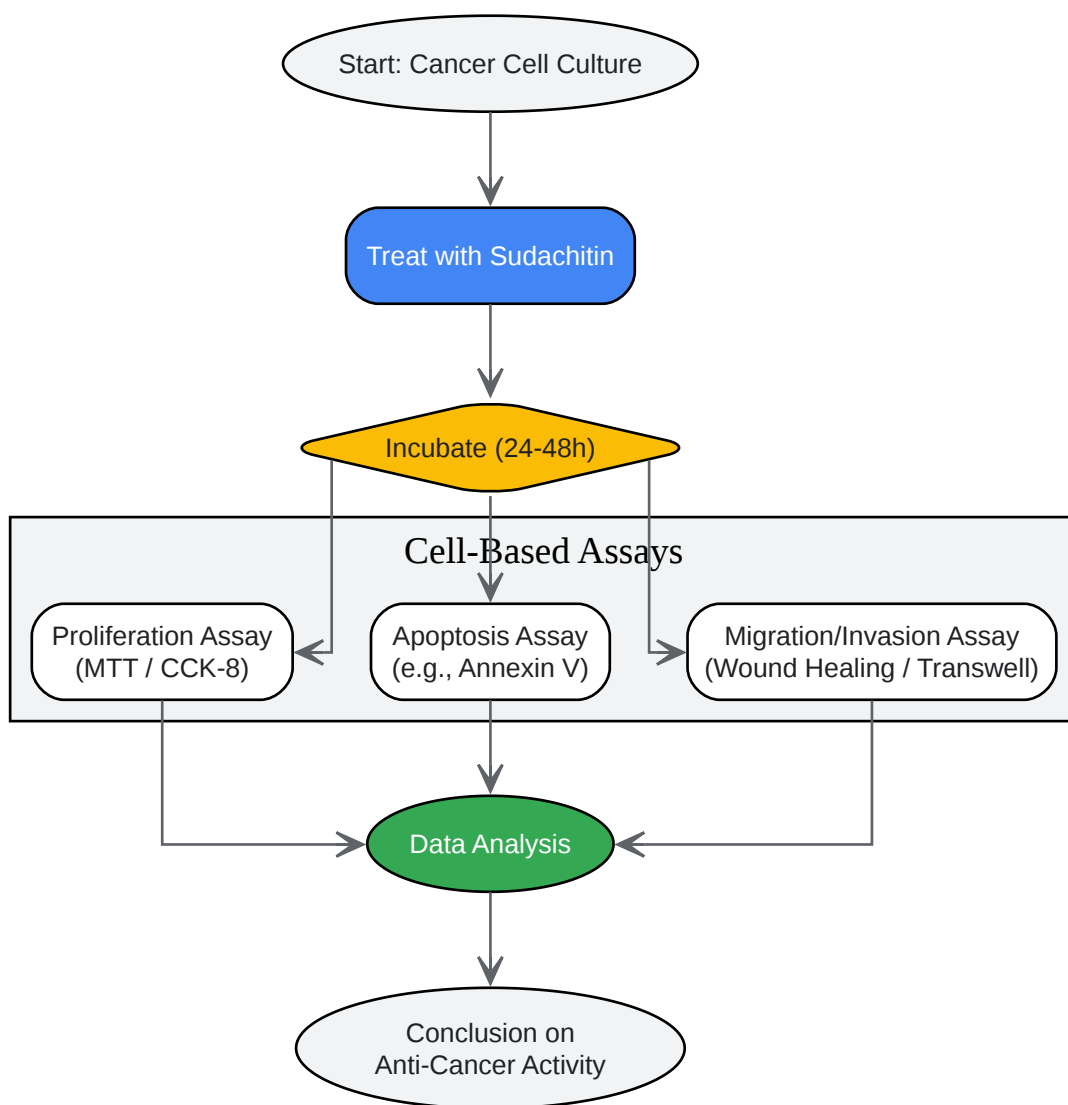 Start: Cancer Cell Culture
Treat with Sudachitin
Incubate (24-48h)
Cell-Based Assays
Proliferation Assay
(MTT / CCK-8)
Apoptosis Assay
(e.g., Annexin V)
Migration/Invasion Assay
(Wound Healing / Transwell)
Data Analysis
Conclusion on
Anti-Cancer Activity